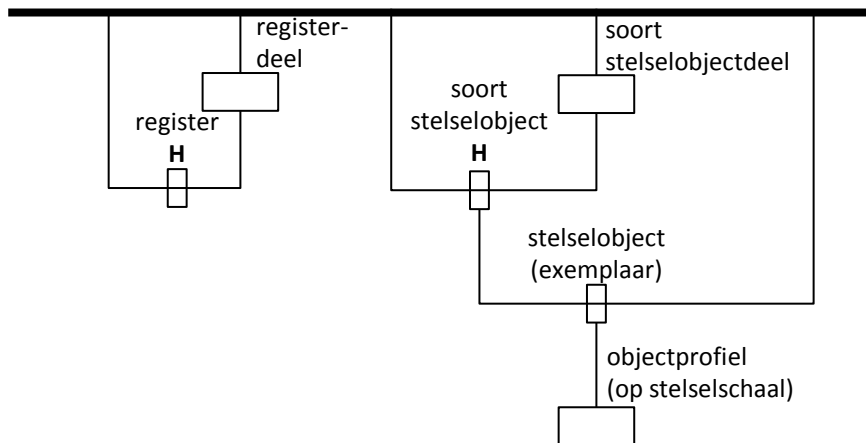 register-
deel
register
H
soort
stelselobjectdeel
soort
stelselobject
H
stelselobject
(exemplaar)
objectprofiel
(op stelselschaal)